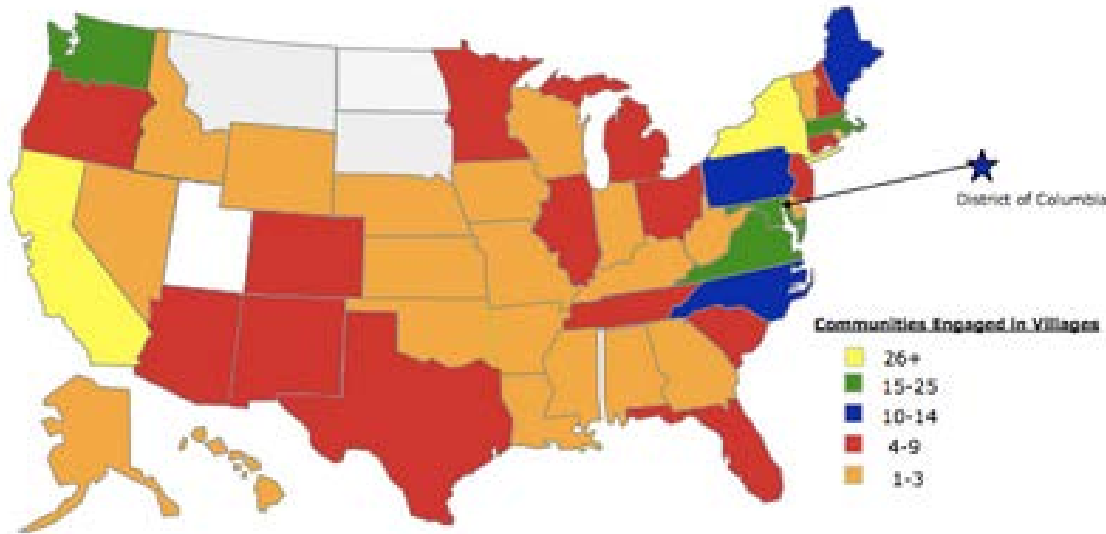 District of Columbia
Communities Engaged in Villages
26+
15-25
10-14
4-9
1-3